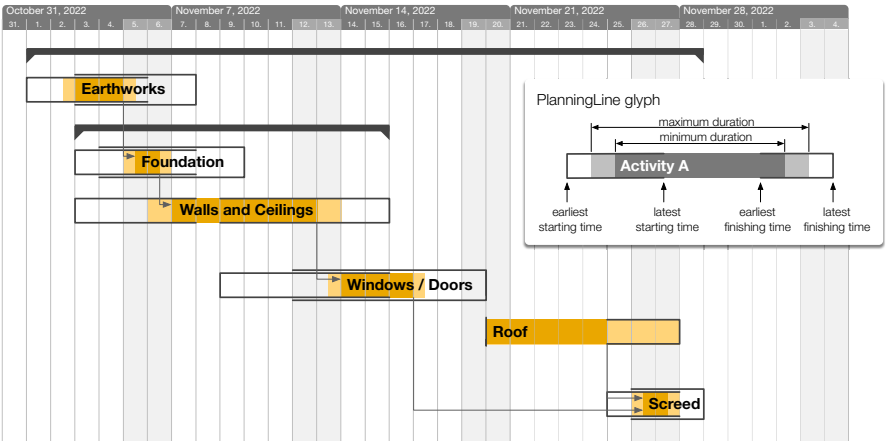 October 31, 2022 November 7, 2022 November 14, 2022 November 21, 2022 November 28, 2022
31. 1. 2. 3. 4. 5. 6. 7. 8. 9. 10. 11. 12. 13. 14. 15. 16. 17. 18. 19. 20. 21. 22. 23. 24. 25. 26. 27. 28. 29. 30. 1. 2. 3. 4.
Earthworks
PlanningLine glyph
maximum duration
minimum duration
Activity A
earliest starting time
latest starting time
earliest finishing time
latest finishing time
Foundation
Walls and Ceilings
Windows / Doors
Roof
Screed